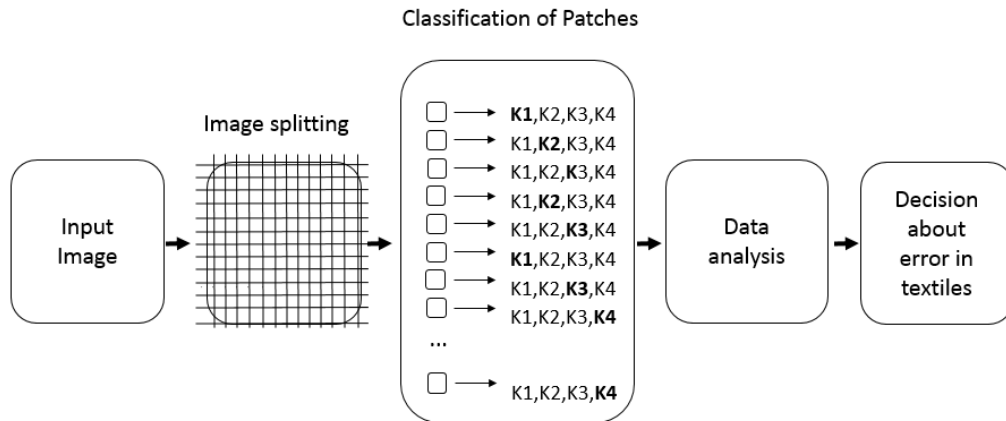 Classification of Patches
Image splitting
Input
Image
K1,K2,K3,K4
K1,K2,K3,K4
K1,K2,K3,K4
K1,K2,K3,K4
K1,K2,K3,K4
K1,K2,K3,K4
K1,K2,K3,K4
K1,K2,K3,K4
...
K1,K2,K3,K4
Data
analysis
Decision
about
error in
textiles